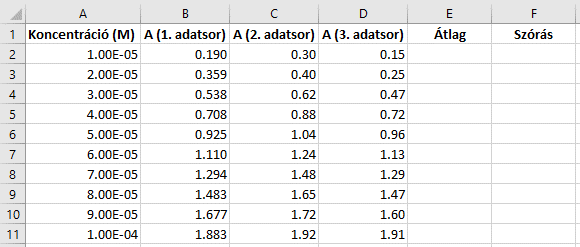 A B C D E F
1 Koncentráció (M) A (1. adatsor) A (2. adatsor) A (3. adatsor) Átlag Szórás
2 1.00E-05 0.190 0.30 0.15
3 2.00E-05 0.359 0.40 0.25
4 3.00E-05 0.538 0.62 0.47
5 4.00E-05 0.708 0.88 0.72
6 5.00E-05 0.925 1.04 0.96
7 6.00E-05 1.110 1.24 1.13
8 7.00E-05 1.294 1.48 1.29
9 8.00E-05 1.483 1.65 1.47
10 9.00E-05 1.677 1.72 1.60
11 1.00E-04 1.883 1.92 1.91